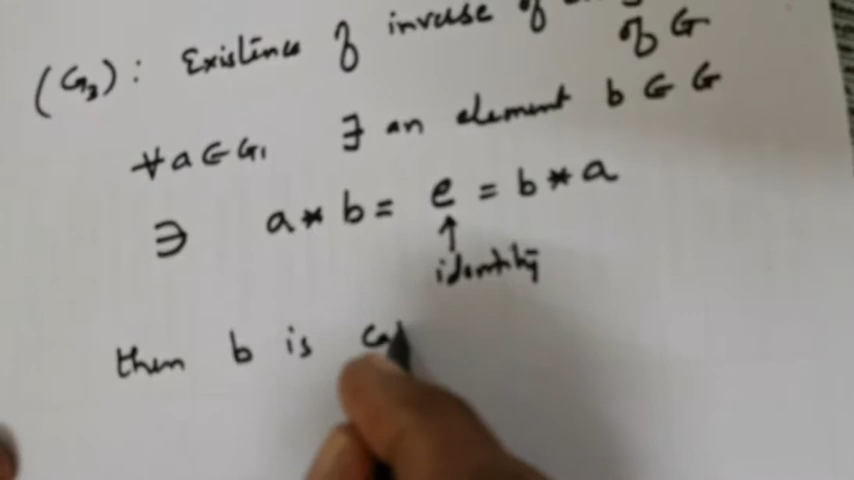 (G₃): Existence of inverse of
of G
∀ a ∈ G, ∃ an element b ∈ G
∋ a * b = e = b * a
↑
identity
then b is